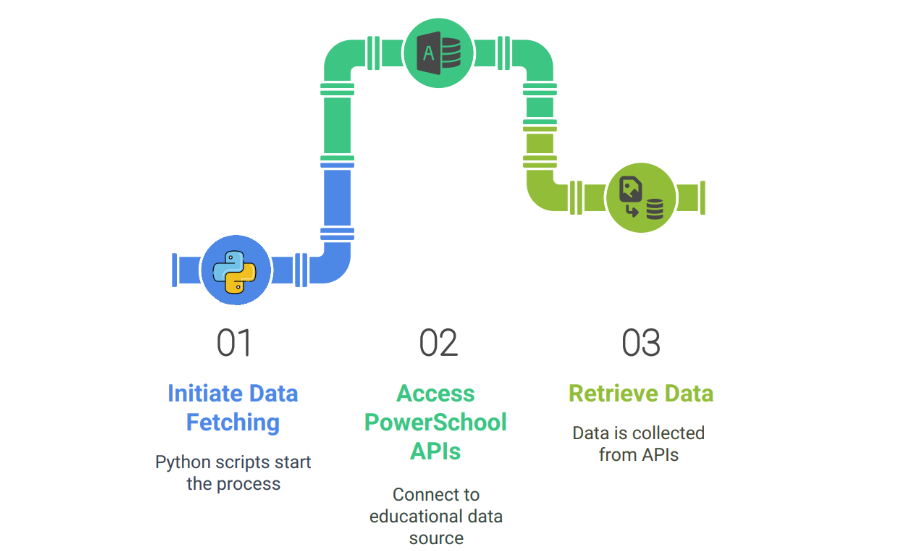 A
01
Initiate Data
Fetching
Python scripts start
the process
02
Access
PowerSchool
APIs
Connect to
educational data
source
03
Retrieve Data
Data is collected
from APIs